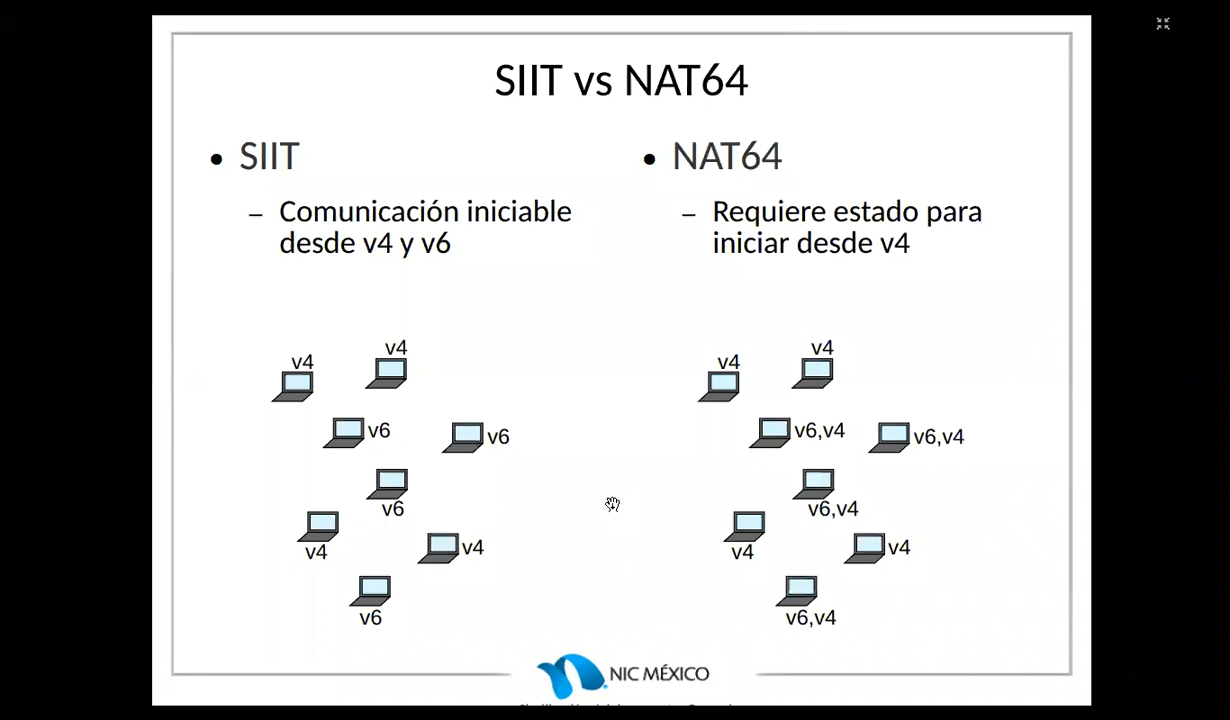 SIIT vs NAT64
• SIIT
– Comunicación iniciable
desde v4 y v6
v4
v4
v6
v6
v6
v4
v4
v6
• NAT64
– Requiere estado para
iniciar desde v4
v4
v4
v6,v4
v6,v4
v6,v4
v4
v4
v6,v4
NIC MÉXICO